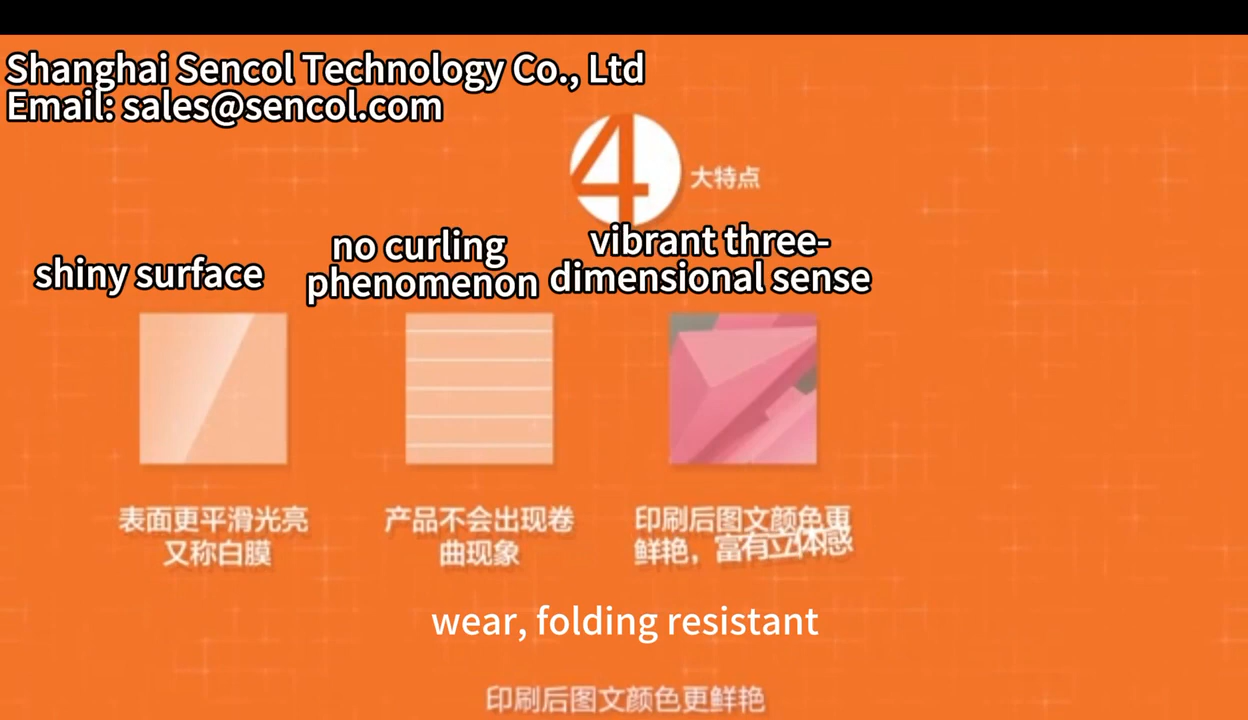 Shanghai Sencol Technology Co., Ltd
Email: sales@sencol.com
4 大特点
shiny surface
no curling
phenomenon
vibrant three-
dimensional sense
表面更平滑光亮
又称白膜
产品不会出现卷
曲现象
印刷后图文颜色更
鲜艳，富有立体感
wear, folding resistant
印刷后图文颜色更鲜艳